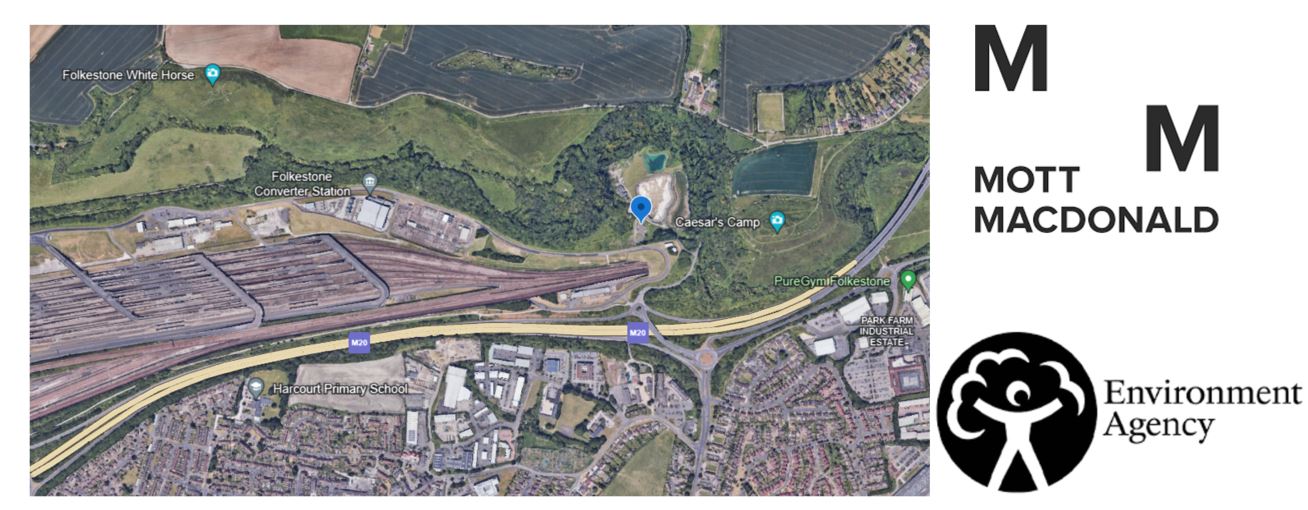 Folkestone White Horse
Folkestone
Converter Station
Caesar's Camp
PureGym Folkestone
PARK FARM
INDUSTRIAL
ESTATE
M20
M20
Harcourt Primary School
M
M
MOTT
MACDONALD
Environment
Agency